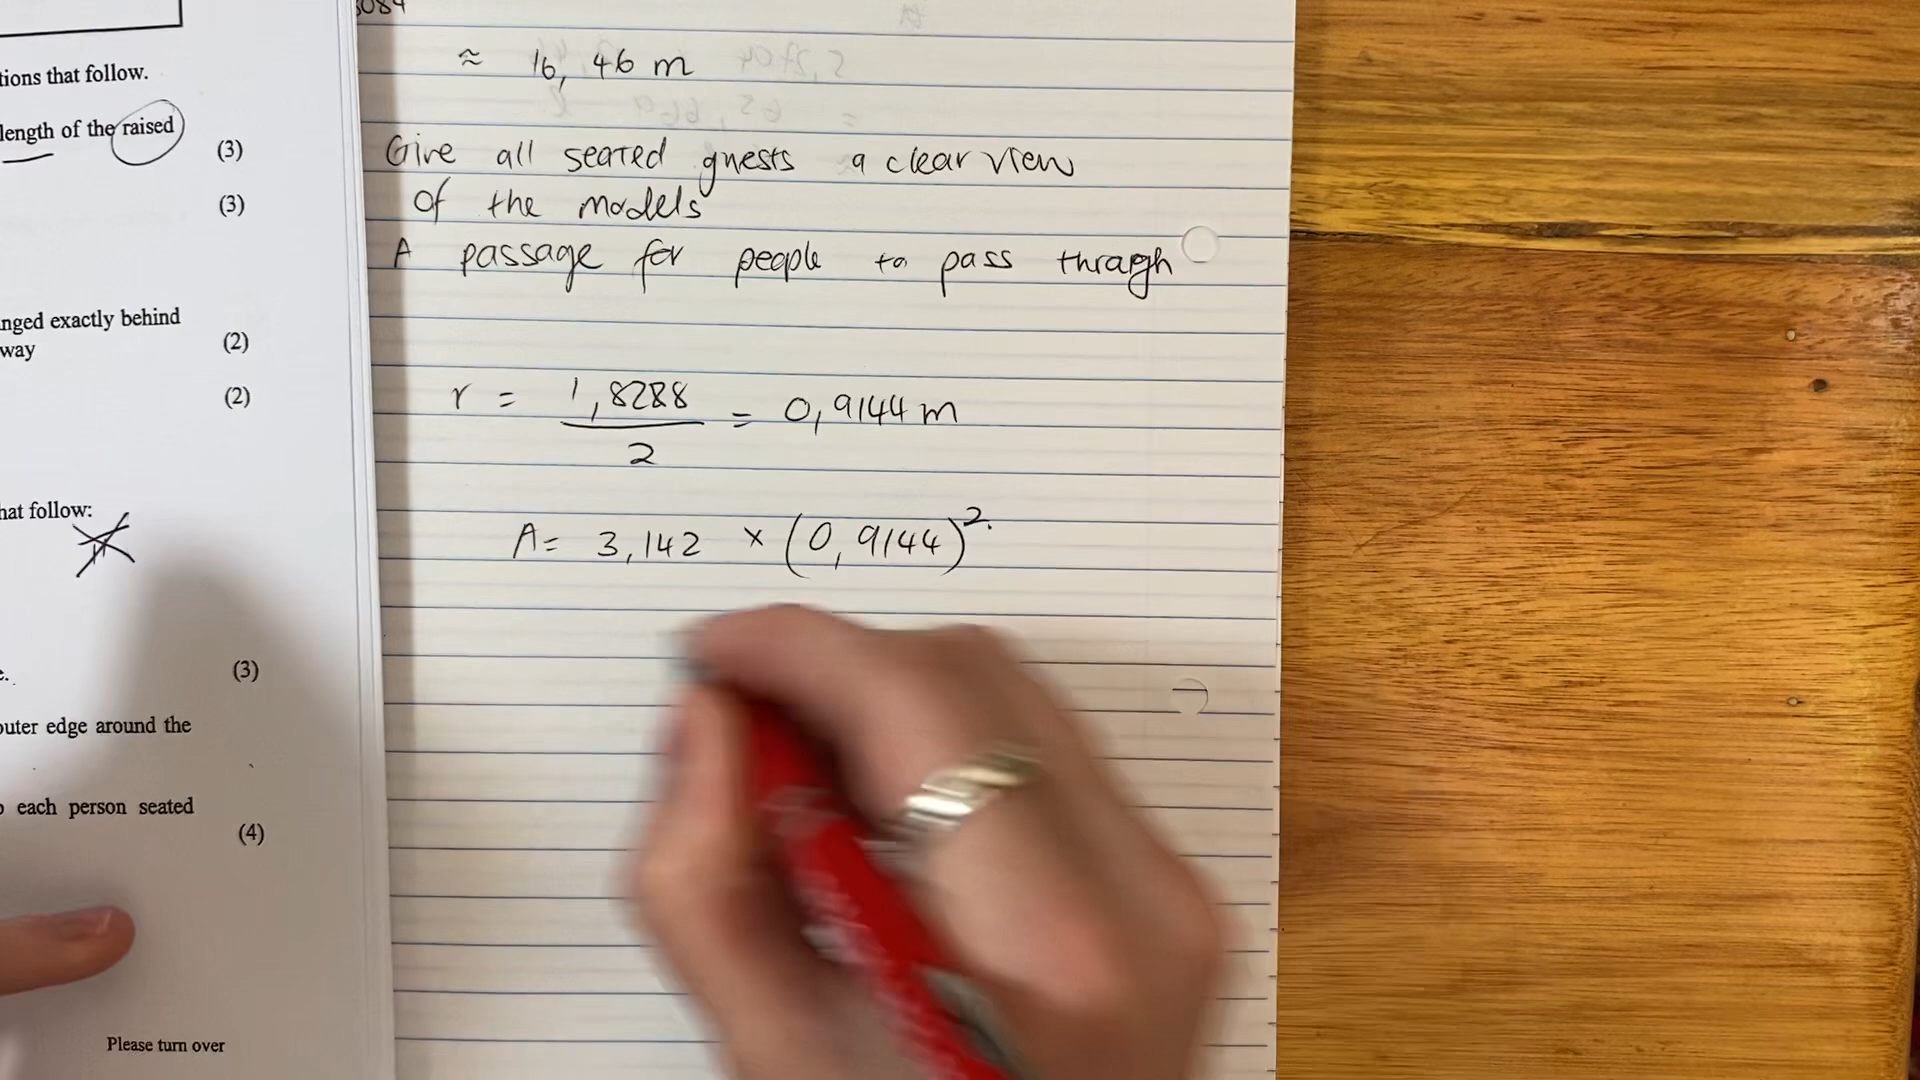 tions that follow.
length of the raised
(3)
(3)
nged exactly behind
way
(2)
(2)
hat follow:
(3)
outer edge around the
each person seated
(4)
Please turn over
≈ 16,46 m
Give all seated guests a clear view
of the models
A passage for people to pass through
r = 1,8288 / 2 = 0,9144 m
A = 3,142 × (0,9144)²